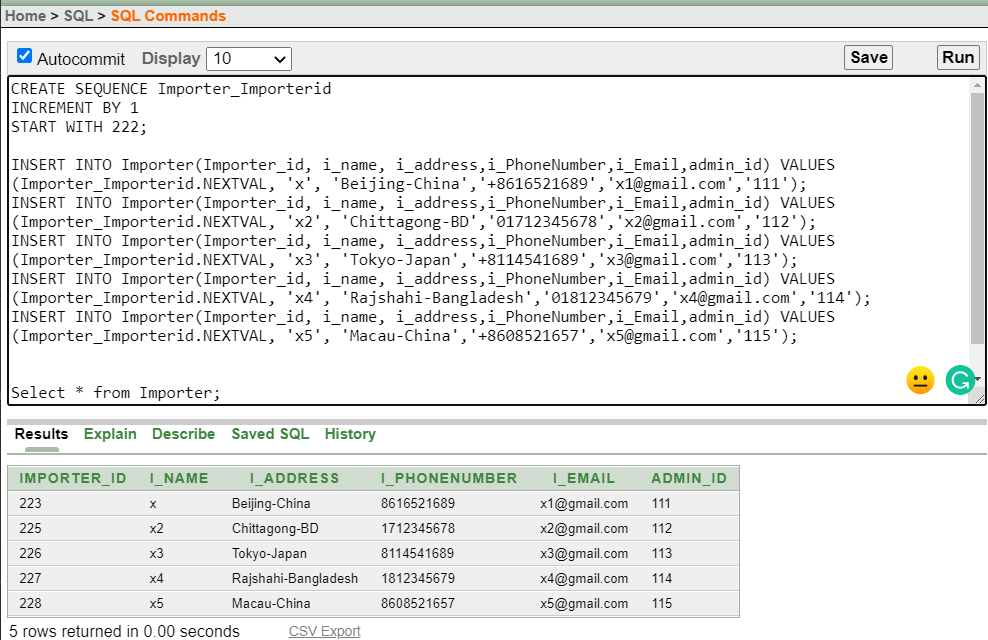 Home > SQL > SQL Commands
Autocommit Display 10 Save Run
CREATE SEQUENCE Importer_Importerid
INCREMENT BY 1
START WITH 222;
INSERT INTO Importer(Importer_id, i_name, i_address,i_PhoneNumber,i_Email,admin_id) VALUES
(Importer_Importerid.NEXTVAL, 'x', 'Beijing-China','+8616521689','x1@gmail.com','111');
INSERT INTO Importer(Importer_id, i_name, i_address,i_PhoneNumber,i_Email,admin_id) VALUES
(Importer_Importerid.NEXTVAL, 'x2', 'Chittagong-BD','01712345678','x2@gmail.com','112');
INSERT INTO Importer(Importer_id, i_name, i_address,i_PhoneNumber,i_Email,admin_id) VALUES
(Importer_Importerid.NEXTVAL, 'x3', 'Tokyo-Japan','+8114541689','x3@gmail.com','113');
INSERT INTO Importer(Importer_id, i_name, i_address,i_PhoneNumber,i_Email,admin_id) VALUES
(Importer_Importerid.NEXTVAL, 'x4', 'Rajshahi-Bangladesh','01812345679','x4@gmail.com','114');
INSERT INTO Importer(Importer_id, i_name, i_address,i_PhoneNumber,i_Email,admin_id) VALUES
(Importer_Importerid.NEXTVAL, 'x5', 'Macau-China','+8608521657','x5@gmail.com','115');
Select * from Importer;
Results Explain Describe Saved SQL History
IMPORTER_ID I_NAME I_ADDRESS I_PHONENUMBER I_EMAIL ADMIN_ID
223 x Beijing-China 8616521689 x1@gmail.com 111
225 x2 Chittagong-BD 1712345678 x2@gmail.com 112
226 x3 Tokyo-Japan 8114541689 x3@gmail.com 113
227 x4 Rajshahi-Bangladesh 1812345679 x4@gmail.com 114
228 x5 Macau-China 8608521657 x5@gmail.com 115
5 rows returned in 0.00 seconds CSV Export